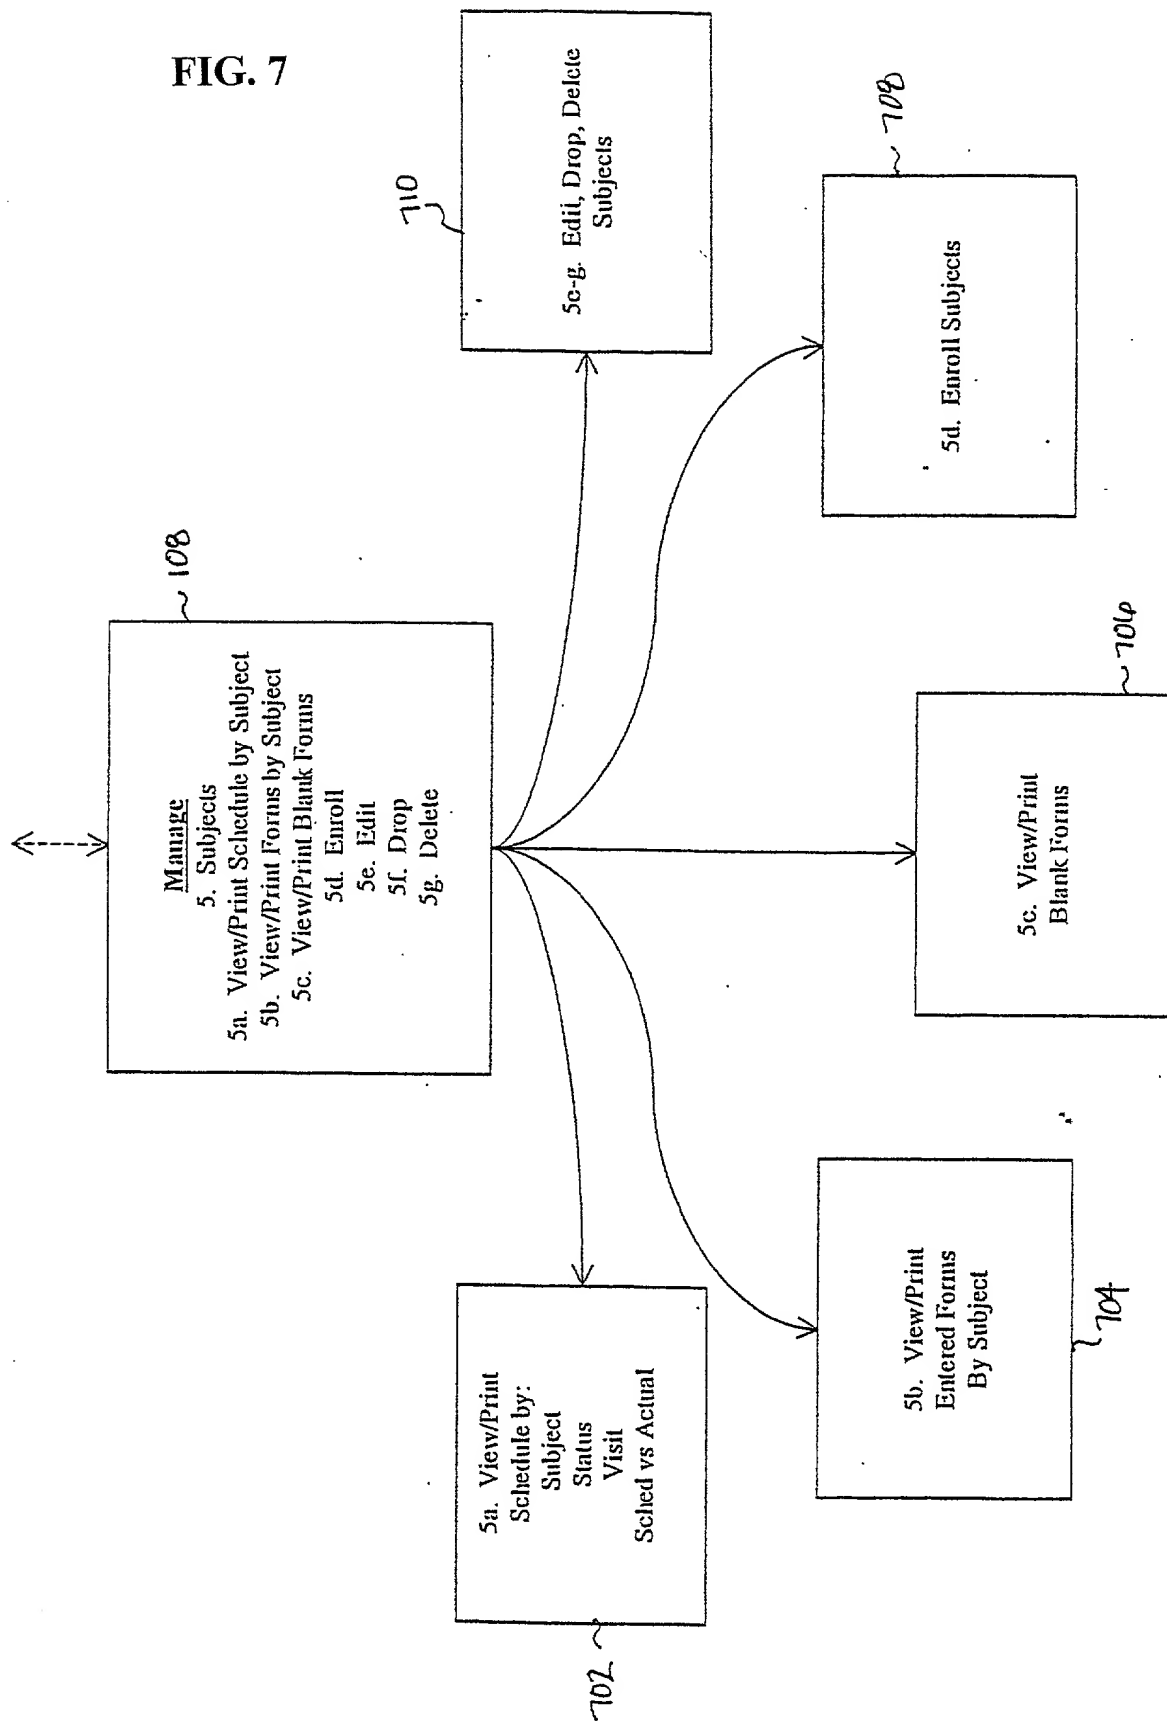 FIG. 7
108
Manage
5. Subjects
5a. View/Print Schedule by Subject
5b. View/Print Forms by Subject
5c. View/Print Blank Forms
5d. Enroll
5e. Edit
5f. Drop
5g. Delete
702
5a. View/Print
Schedule by:
Subject
Status
Visit
Sched vs Actual
704
5b. View/Print
Entered Forms
By Subject
706
5c. View/Print
Blank Forms
708
5d. Enroll Subjects
710
5e-g. Edit, Drop, Delete
Subjects